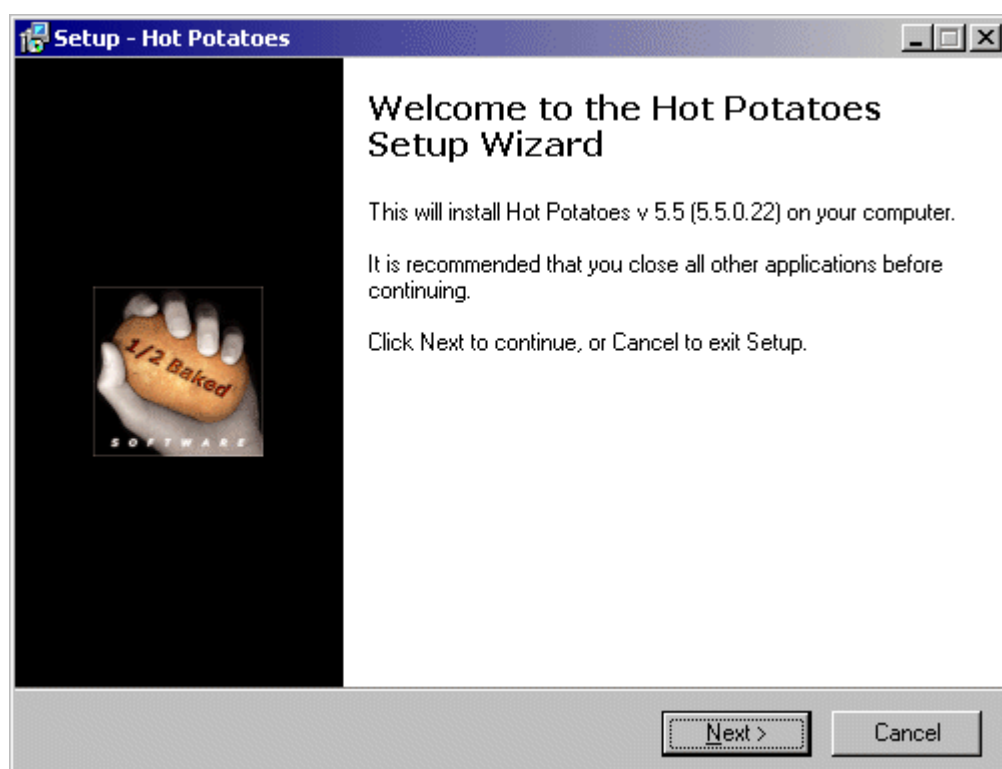 Setup - Hot Potatoes
Welcome to the Hot Potatoes
Setup Wizard
This will install Hot Potatoes v 5.5 (5.5.0.22) on your computer.
It is recommended that you close all other applications before
continuing.
Click Next to continue, or Cancel to exit Setup.
1/2 Baked
SOFTWARE
Next >
Cancel